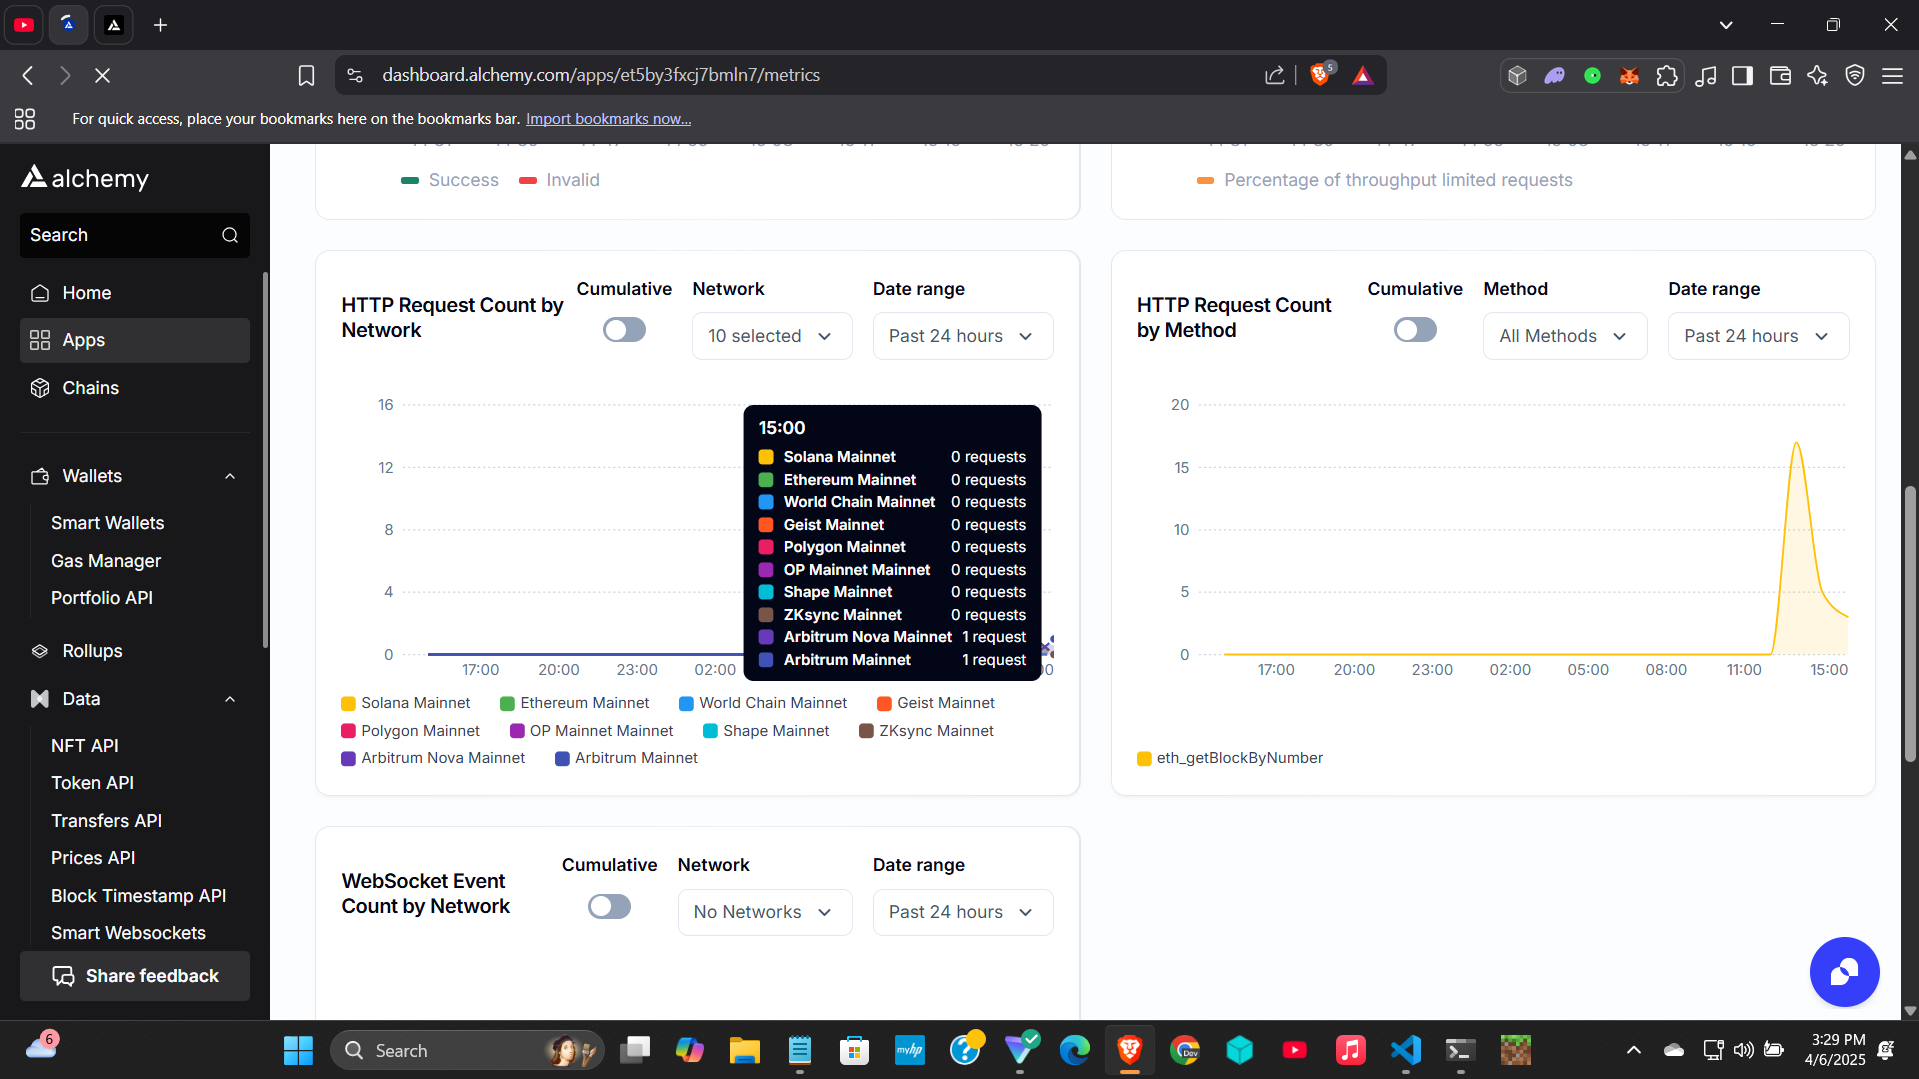 dashboard.alchemy.com/apps/et5by3fxcj7bmln7/metrics
5
For quick access, place your bookmarks here on the bookmarks bar. Import bookmarks now...
alchemy
Search
Home
Apps
Chains
Wallets
Smart Wallets
Gas Manager
Portfolio API
Rollups
Data
NFT API
Token API
Transfers API
Prices API
Block Timestamp API
Smart Websockets
Share feedback
Success Invalid
Percentage of throughput limited requests
HTTP Request Count by
Network
Cumulative
Network
10 selected
Date range
Past 24 hours
16
12
8
4
0
17:00 20:00 23:00 02:00
15:00
Solana Mainnet 0 requests
Ethereum Mainnet 0 requests
World Chain Mainnet 0 requests
Geist Mainnet 0 requests
Polygon Mainnet 0 requests
OP Mainnet Mainnet 0 requests
Shape Mainnet 0 requests
ZKsync Mainnet 0 requests
Arbitrum Nova Mainnet 1 request
Arbitrum Mainnet 1 request
Solana Mainnet Ethereum Mainnet World Chain Mainnet Geist Mainnet
Polygon Mainnet OP Mainnet Mainnet Shape Mainnet ZKsync Mainnet
Arbitrum Nova Mainnet Arbitrum Mainnet
HTTP Request Count
by Method
Cumulative
Method
All Methods
Date range
Past 24 hours
20
15
10
5
0
17:00 20:00 23:00 02:00 05:00 08:00 11:00 15:00
eth_getBlockByNumber
WebSocket Event
Count by Network
Cumulative
Network
No Networks
Date range
Past 24 hours
6
Search
myhp
Dev
3:29 PM
4/6/2025